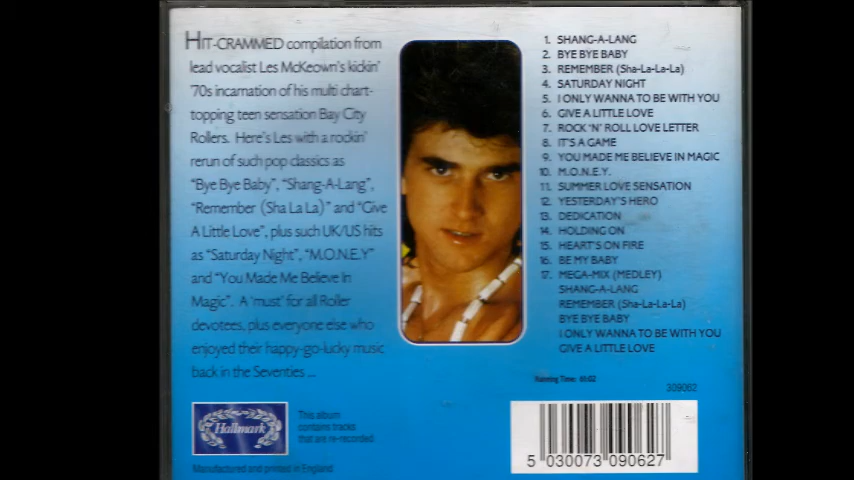 HIT-CRAMMED compilation from
lead vocalist Les McKeown's kickin'
'70s incarnation of his multi chart-
topping teen sensation Bay City
Rollers. Here's Les with a rockin'
rerun of such pop classics as
"Bye Bye Baby", "Shang-A-Lang",
"Remember (Sha La La)" and "Give
A Little Love", plus such UK/US hits
as "Saturday Night", "M.O.N.E.Y"
and "You Made Me Believe In
Magic". A 'must' for all Roller
devotees, plus everyone else who
enjoyed their happy-go-lucky music
back in the Seventies ...
1. SHANG-A-LANG
2. BYE BYE BABY
3. REMEMBER (Sha-La-La-La)
4. SATURDAY NIGHT
5. I ONLY WANNA TO BE WITH YOU
6. GIVE A LITTLE LOVE
7. ROCK 'N' ROLL LOVE LETTER
8. IT'S A GAME
9. YOU MADE ME BELIEVE IN MAGIC
10. M.O.N.E.Y.
11. SUMMER LOVE SENSATION
12. YESTERDAY'S HERO
13. DEDICATION
14. HOLDING ON
15. HEART'S ON FIRE
16. BE MY BABY
17. MEGA-MIX (MEDLEY)
SHANG-A-LANG
REMEMBER (Sha-La-La-La)
BYE BYE BABY
I ONLY WANNA TO BE WITH YOU
GIVE A LITTLE LOVE
Running Time:
309062
Hallmark
This album
contains tracks
that are re-recorded
Manufactured and printed in England
5 030073 090627